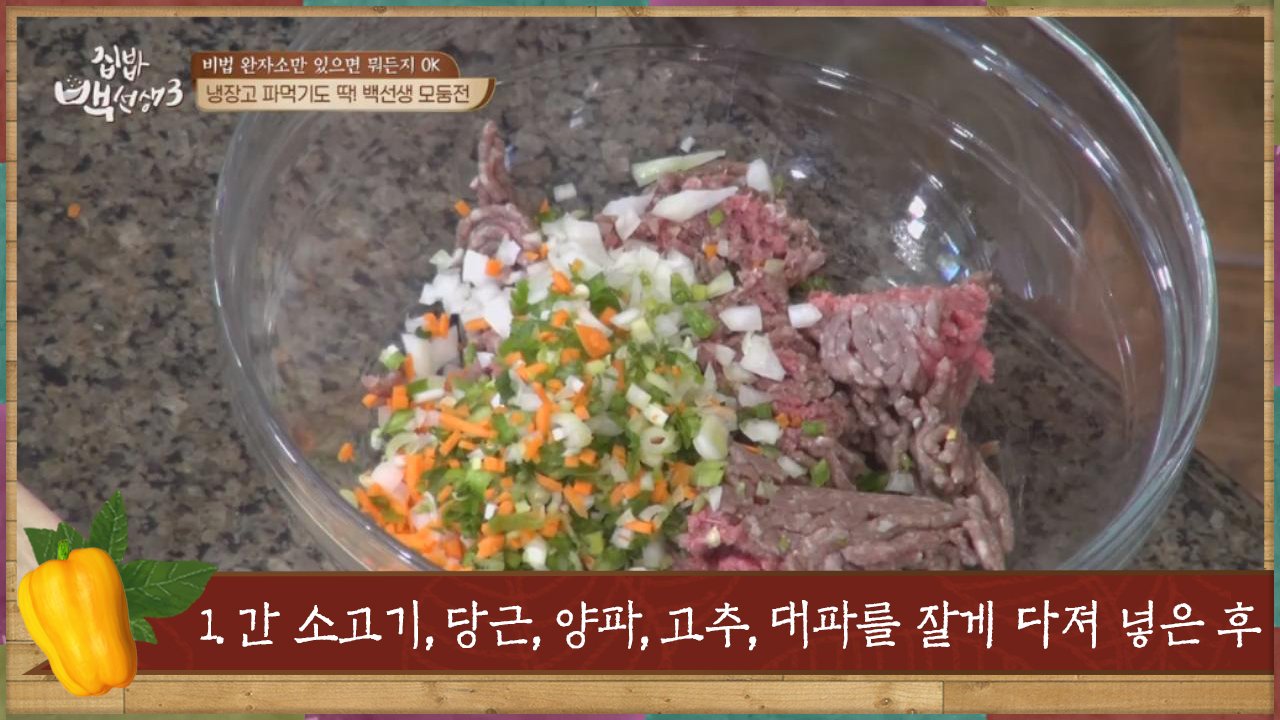 집밥
백선생3
비법 완자소만 있으면 뭐든지 OK
냉장고 파먹기도 딱! 백선생 모둠전
1. 간 소고기, 당근, 양파, 고추, 대파를 잘게 다져 넣은 후